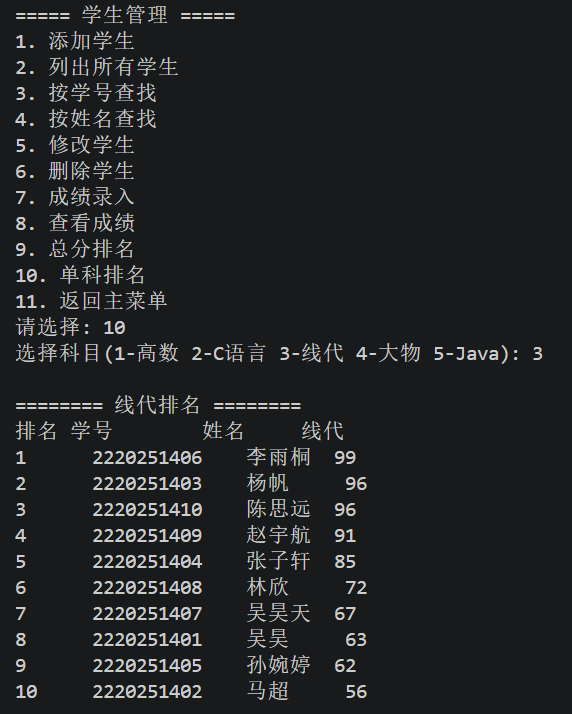 ===== 学生管理 =====
1. 添加学生
2. 列出所有学生
3. 按学号查找
4. 按姓名查找
5. 修改学生
6. 删除学生
7. 成绩录入
8. 查看成绩
9. 总分排名
10. 单科排名
11. 返回主菜单
请选择: 10
选择科目(1-高数 2-C语言 3-线代 4-大物 5-Java): 3

======== 线代排名 ========
排名 学号 姓名 线代
1 2220251406 李雨桐 99
2 2220251403 杨帆 96
3 2220251410 陈思远 96
4 2220251409 赵宇航 91
5 2220251404 张子轩 85
6 2220251408 林欣 72
7 2220251407 吴昊天 67
8 2220251401 吴昊 63
9 2220251405 孙婉婷 62
10 2220251402 马超 56